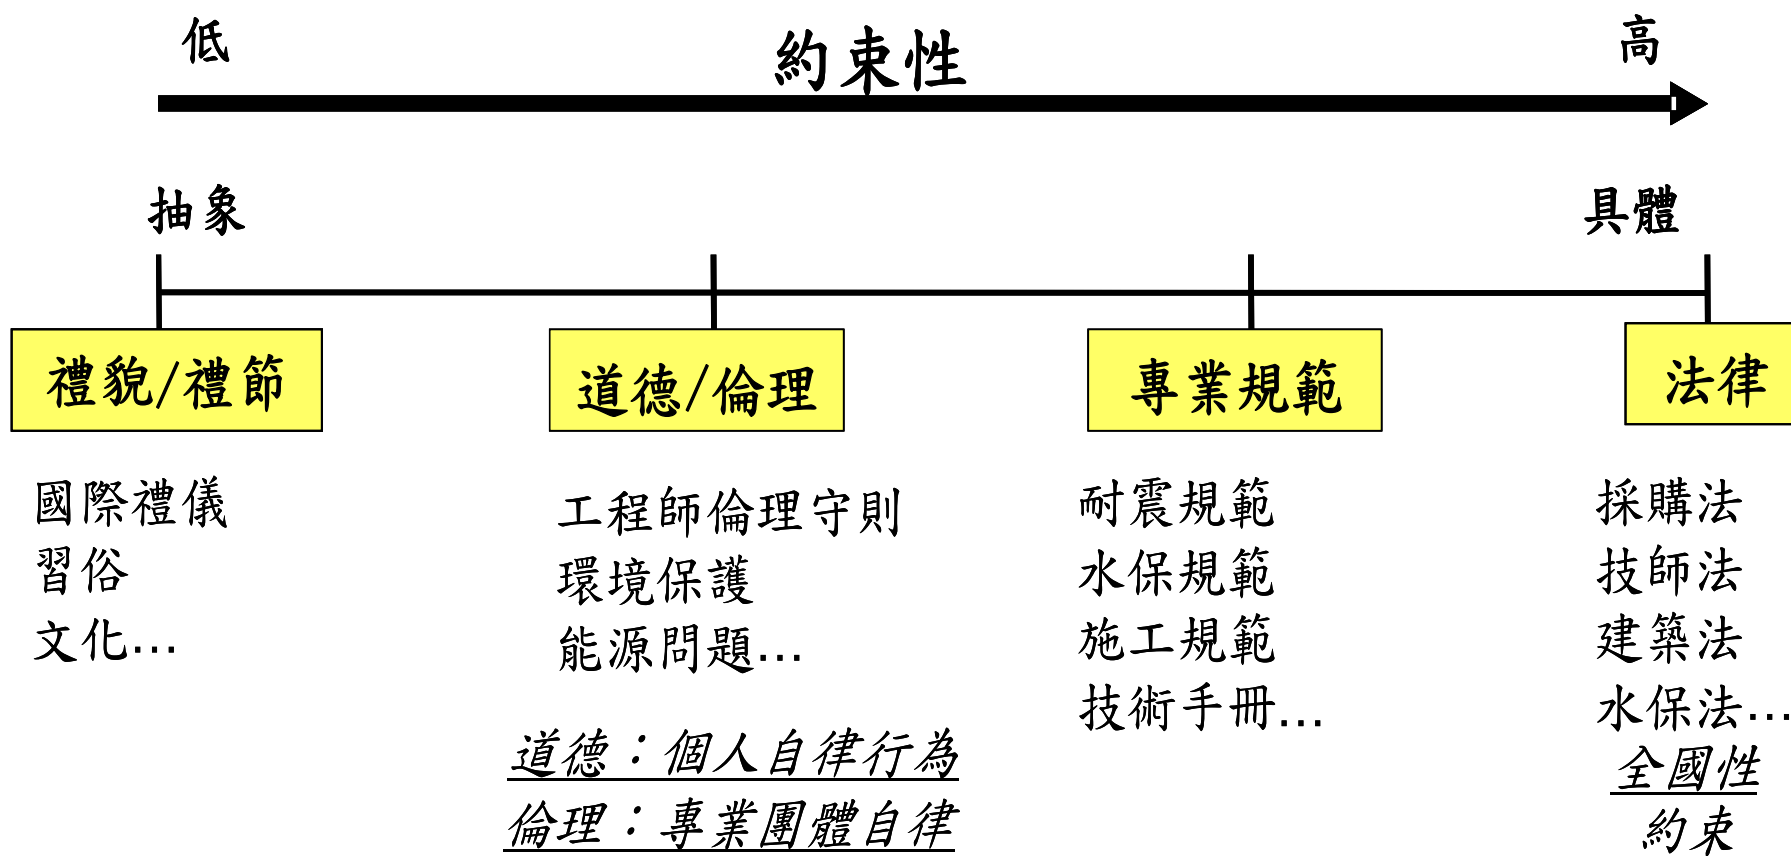 低 約束性 高
抽象 具體
禮貌/禮節
道德/倫理
專業規範
法律
國際禮儀
習俗
文化...
工程師倫理守則
環境保護
能源問題...
道德：個人自律行為
倫理：專業團體自律
耐震規範
水保規範
施工規範
技術手冊...
採購法
技師法
建築法
水保法...
全國性
約束